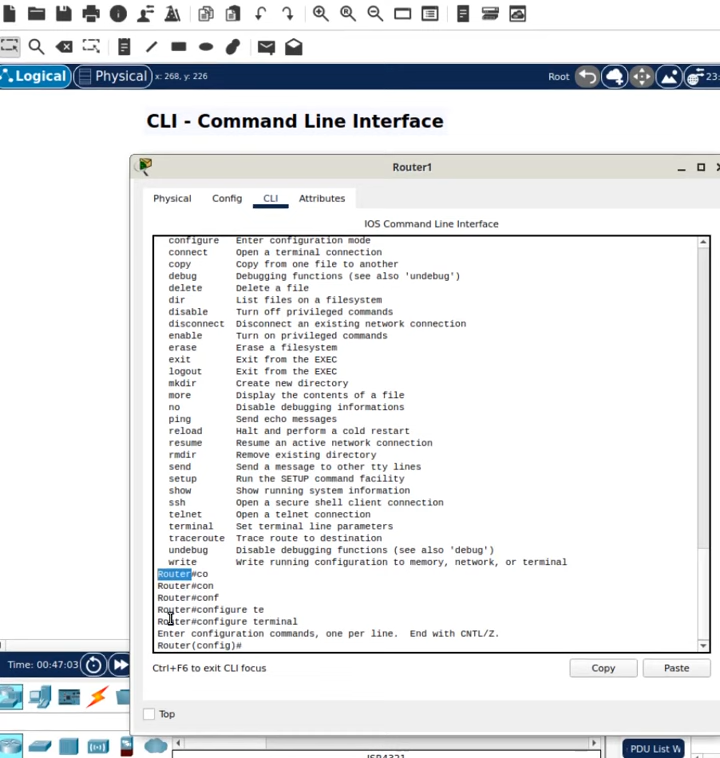 Logical
Physical
x: 268, y: 226
Root
23:
CLI - Command Line Interface
Router1
Physical
Config
CLI
Attributes
IOS Command Line Interface
configure Enter configuration mode
connect Open a terminal connection
copy Copy from one file to another
debug Debugging functions (see also 'undebug')
delete Delete a file
dir List files on a filesystem
disable Turn off privileged commands
disconnect Disconnect an existing network connection
enable Turn on privileged commands
erase Erase a filesystem
exit Exit from the EXEC
logout Exit from the EXEC
mkdir Create new directory
more Display the contents of a file
no Disable debugging informations
ping Send echo messages
reload Halt and perform a cold restart
resume Resume an active network connection
rmdir Remove existing directory
send Send a message to other tty lines
setup Run the SETUP command facility
show Show running system information
ssh Open a secure shell client connection
telnet Open a telnet connection
terminal Set terminal line parameters
traceroute Trace route to destination
undebug Disable debugging functions (see also 'debug')
write Write running configuration to memory, network, or terminal
Router#co
Router#con
Router#conf
Router#configure te
Router#configure terminal
Enter configuration commands, one per line. End with CNTL/Z.
Router(config)#
Time: 00:47:03
Ctrl+F6 to exit CLI focus
Copy
Paste
Top
PDU List W